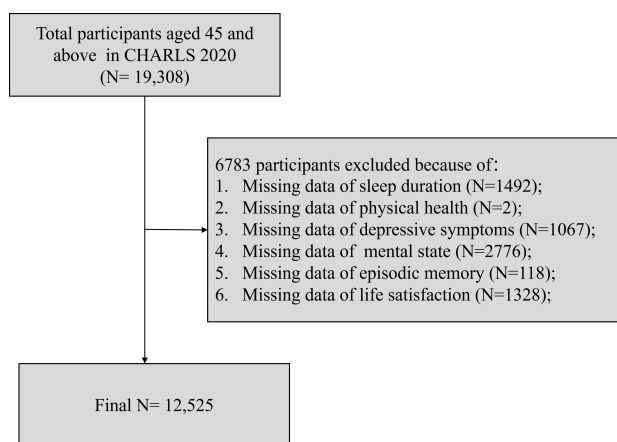 Total participants aged 45 and
above in CHARLS 2020
(N= 19,308)
6783 participants excluded because of：
1. Missing data of sleep duration (N=1492);
2. Missing data of physical health (N=2);
3. Missing data of depressive symptoms (N=1067);
4. Missing data of mental state (N=2776);
5. Missing data of episodic memory (N=118);
6. Missing data of life satisfaction (N=1328);
Final N= 12,525